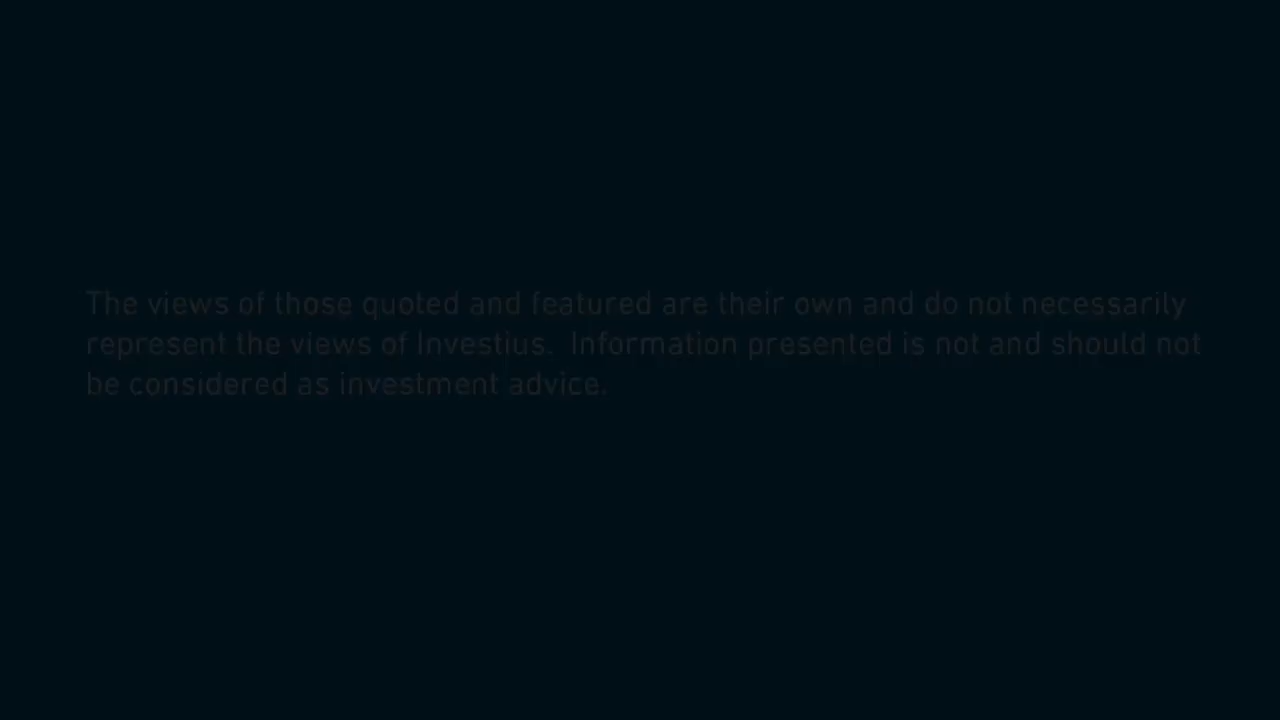 The views of those quoted and featured are their own and do not necessarily
represent the views of Investius.  Information presented is not and should not
be considered as investment advice.